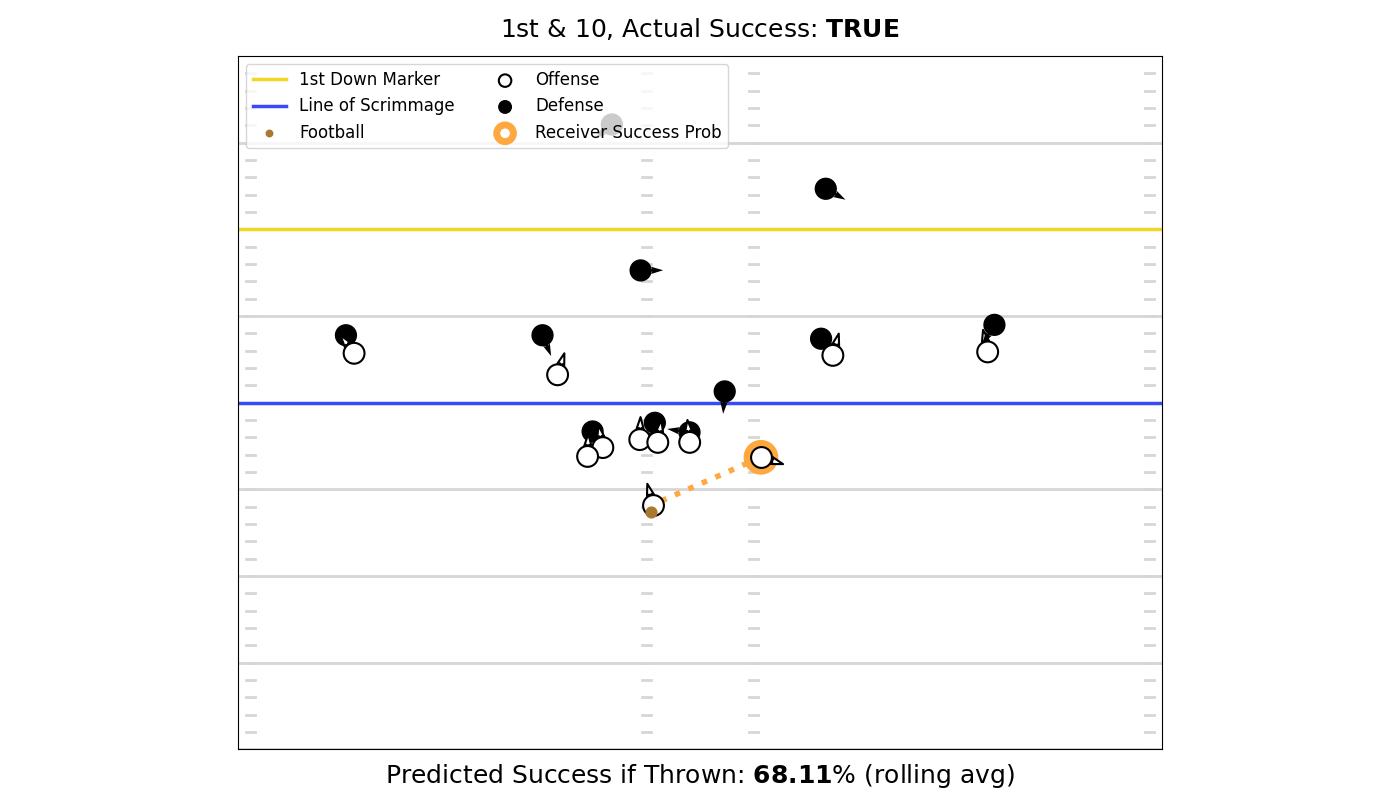 1st & 10, Actual Success: TRUE
1st Down Marker
Line of Scrimmage
Football
Offense
Defense
Receiver Success Prob
Predicted Success if Thrown: 68.11% (rolling avg)